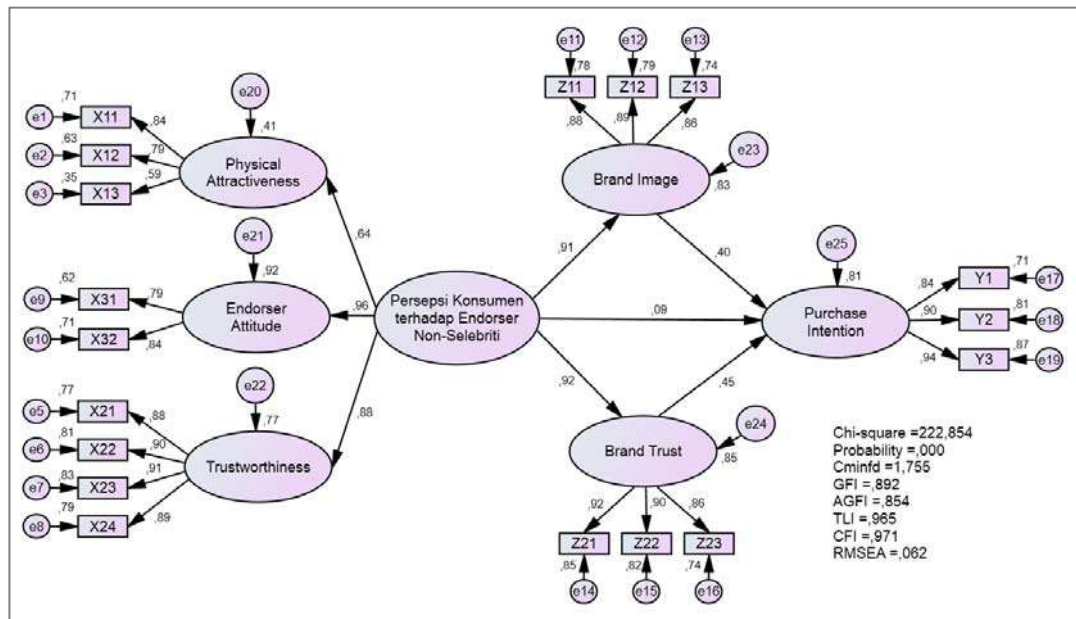 e11
e12
e13
,78
,79
,74
Z11
Z12
Z13
,88
,89
,86
e20
,41
,71
e1
X11
,84
,63
e2
X12
,79
,35
e3
X13
,59
Physical
Attractiveness
Brand Image
e23
,83
,64
,91
,40
e21
,92
,62
e9
X31
,79
,71
e10
X32
,84
Endorser
Attitude
,96
Persepsi Konsumen
terhadap Endorser
Non-Selebriti
,09
e25
,81
Purchase
Intention
,84
Y1
,71
e17
,90
Y2
,81
e18
,94
Y3
,87
e19
,92
,45
,88
e22
,77
,77
e5
X21
,88
,81
e6
X22
,90
,83
e7
X23
,91
,79
e8
X24
,89
Trustworthiness
Brand Trust
e24
,85
,92
,90
,86
Z21
Z22
Z23
,85
,82
,74
e14
e15
e16
Chi-square =222,854
Probability =,000
Cminfd =1,755
GFI =,892
AGFI =,854
TLI =,965
CFI =,971
RMSEA =,062